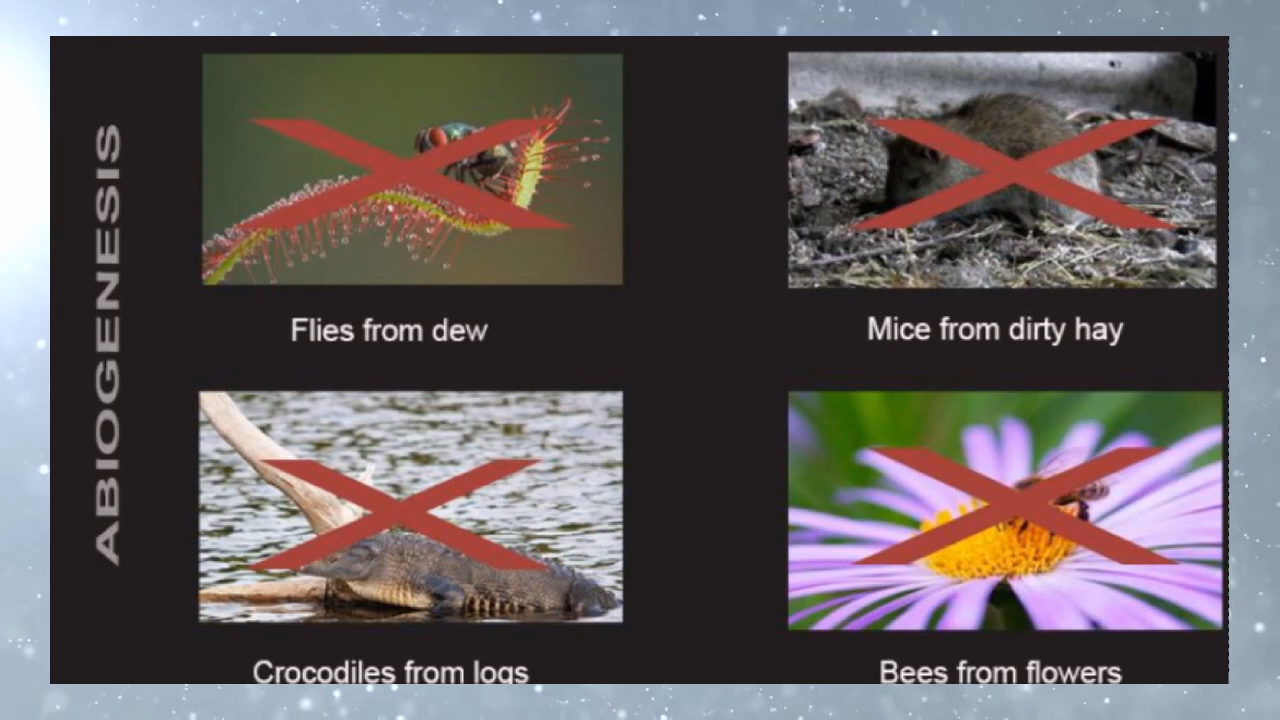 ABIOGENESIS
Flies from dew
Mice from dirty hay
Crocodiles from logs
Bees from flowers